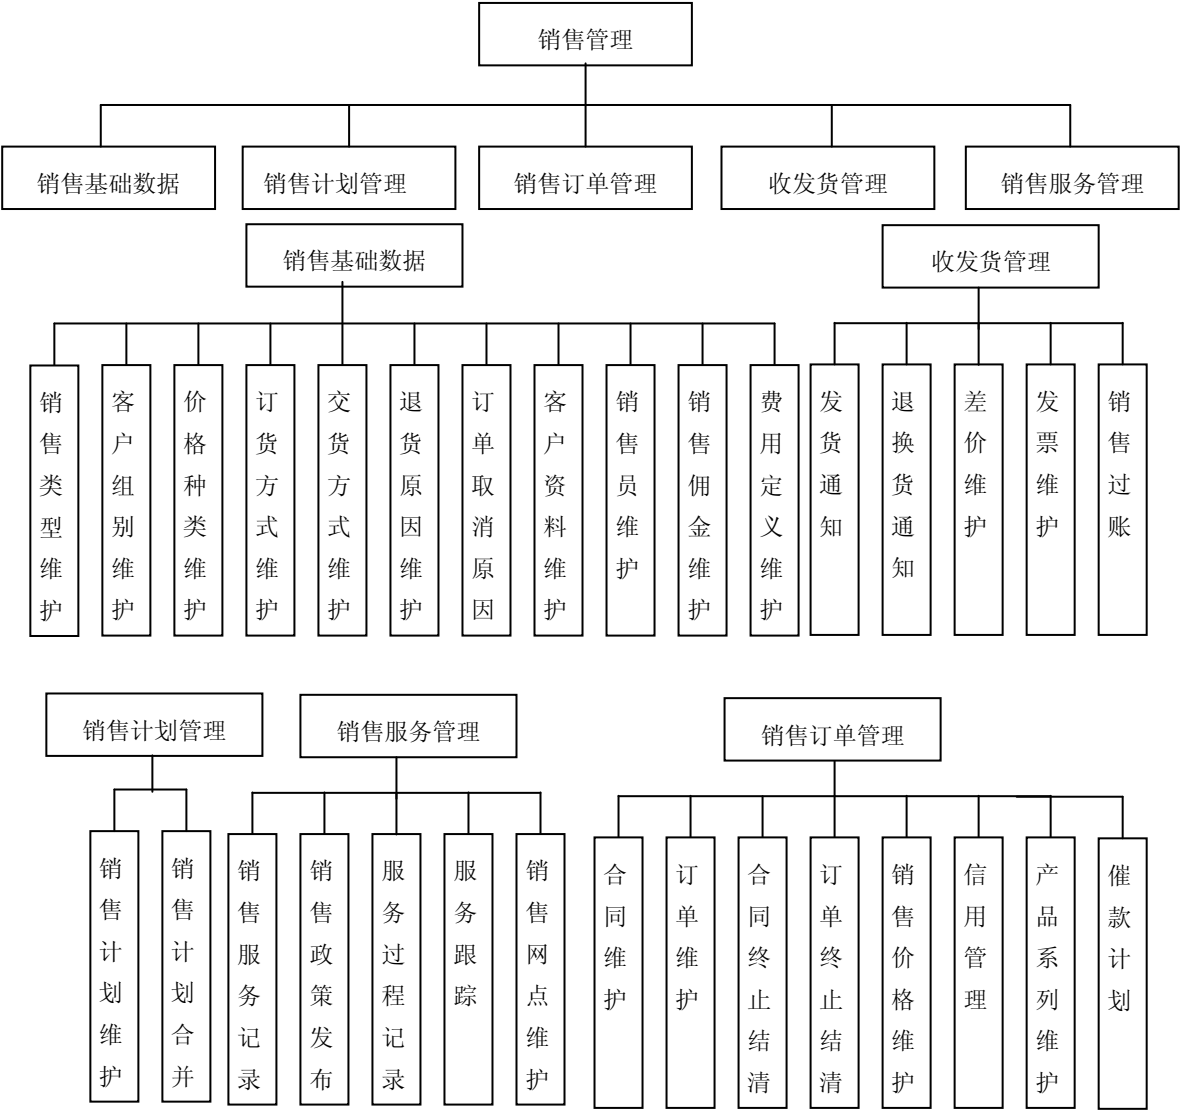 销售管理
销售基础数据
销售计划管理
销售订单管理
收发货管理
销售服务管理
销售基础数据
收发货管理
销售类型维护
客户组别维护
价格种类维护
订货方式维护
交货方式维护
退货原因维护
订单取消原因
客户资料维护
销售员维护
销售佣金维护
费用定义维护
发货通知
退换货通知
差价维护
发票维护
销售过账
销售计划管理
销售服务管理
销售订单管理
销售计划维护
销售计划合并
销售服务记录
销售政策发布
服务过程记录
服务跟踪
销售网点维护
合同维护
订单维护
合同终止结清
订单终止结清
销售价格维护
信用管理
产品系列维护
催款计划